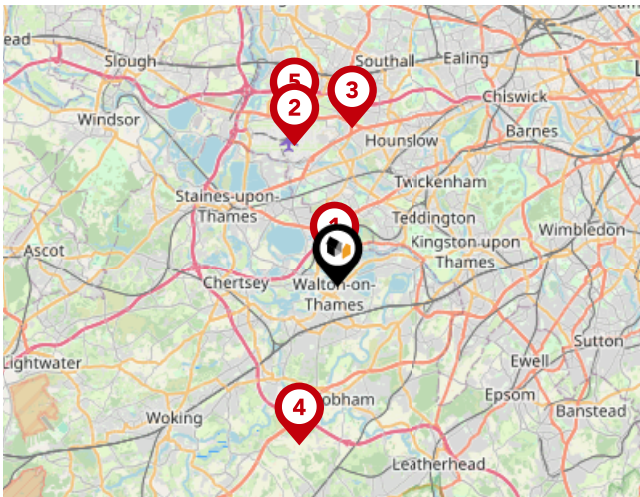 ead
Slough
Southall
Ealing
5
3
2
Chiswick
Windsor
Hounslow
Barnes
Twickenham
Staines-upon-
Thames
Teddington
1
Kingston upon
Thames
Wimbledon
Ascot
Chertsey
Walton-on-
Thames
Lightwater
Sutton
Ewell
Epsom
4
obham
Banstead
Woking
Leatherhead